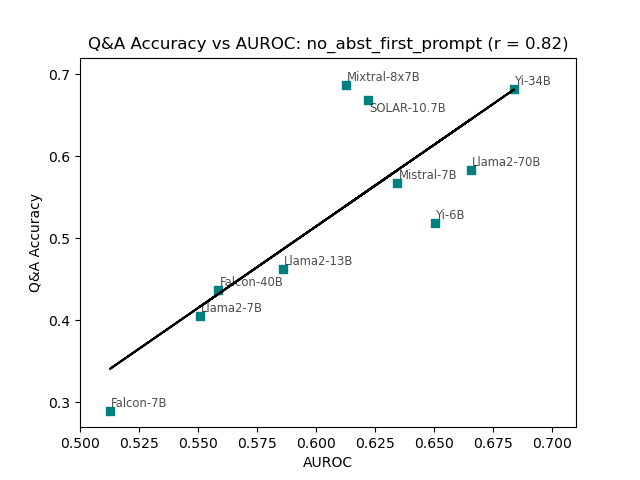 Q&A Accuracy vs AUROC: no_abst_first_prompt (r = 0.82)
0.7
Mixtral-8x7B
Yi-34B
SOLAR-10.7B
0.6
Llama2-70B
Mistral-7B
Yi-6B
0.5
Llama2-13B
Falcon-40B
Llama2-7B
0.4
Falcon-7B
0.3
Q&A Accuracy
0.500 0.525 0.550 0.575 0.600 0.625 0.650 0.675 0.700
AUROC